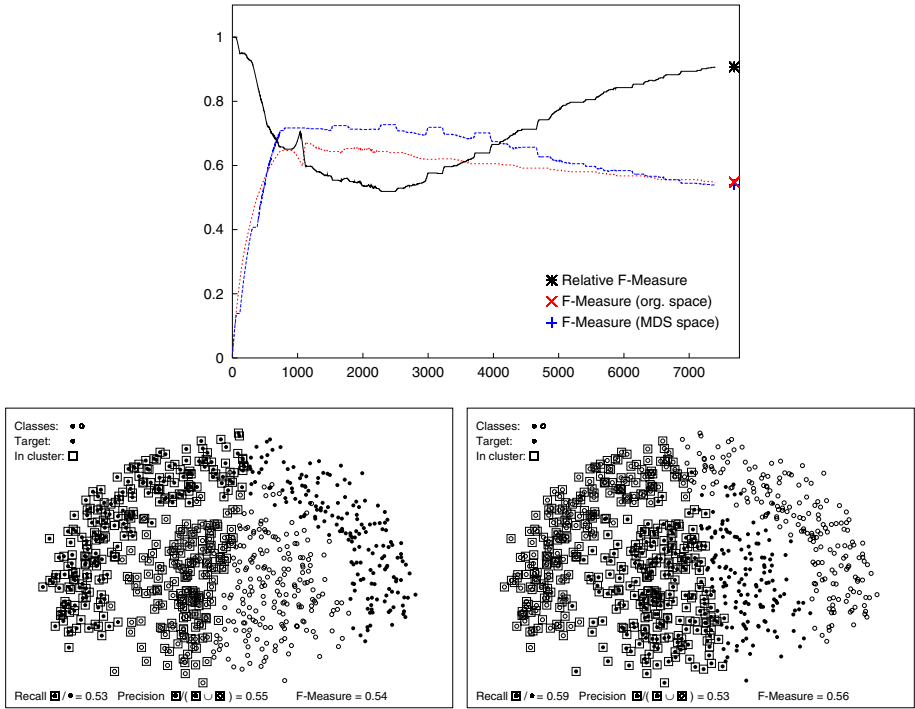 1
0.8
0.6
0.4
0.2
0
0 1000 2000 3000 4000 5000 6000 7000
Relative F-Measure
F-Measure (org. space)
F-Measure (MDS space)
Classes:
Target:
In cluster:
Recall / = 0.53 Precision /( ∪ ) = 0.55 F-Measure = 0.54
Classes:
Target:
In cluster:
Recall / = 0.59 Precision /( ∪ ) = 0.53 F-Measure = 0.56